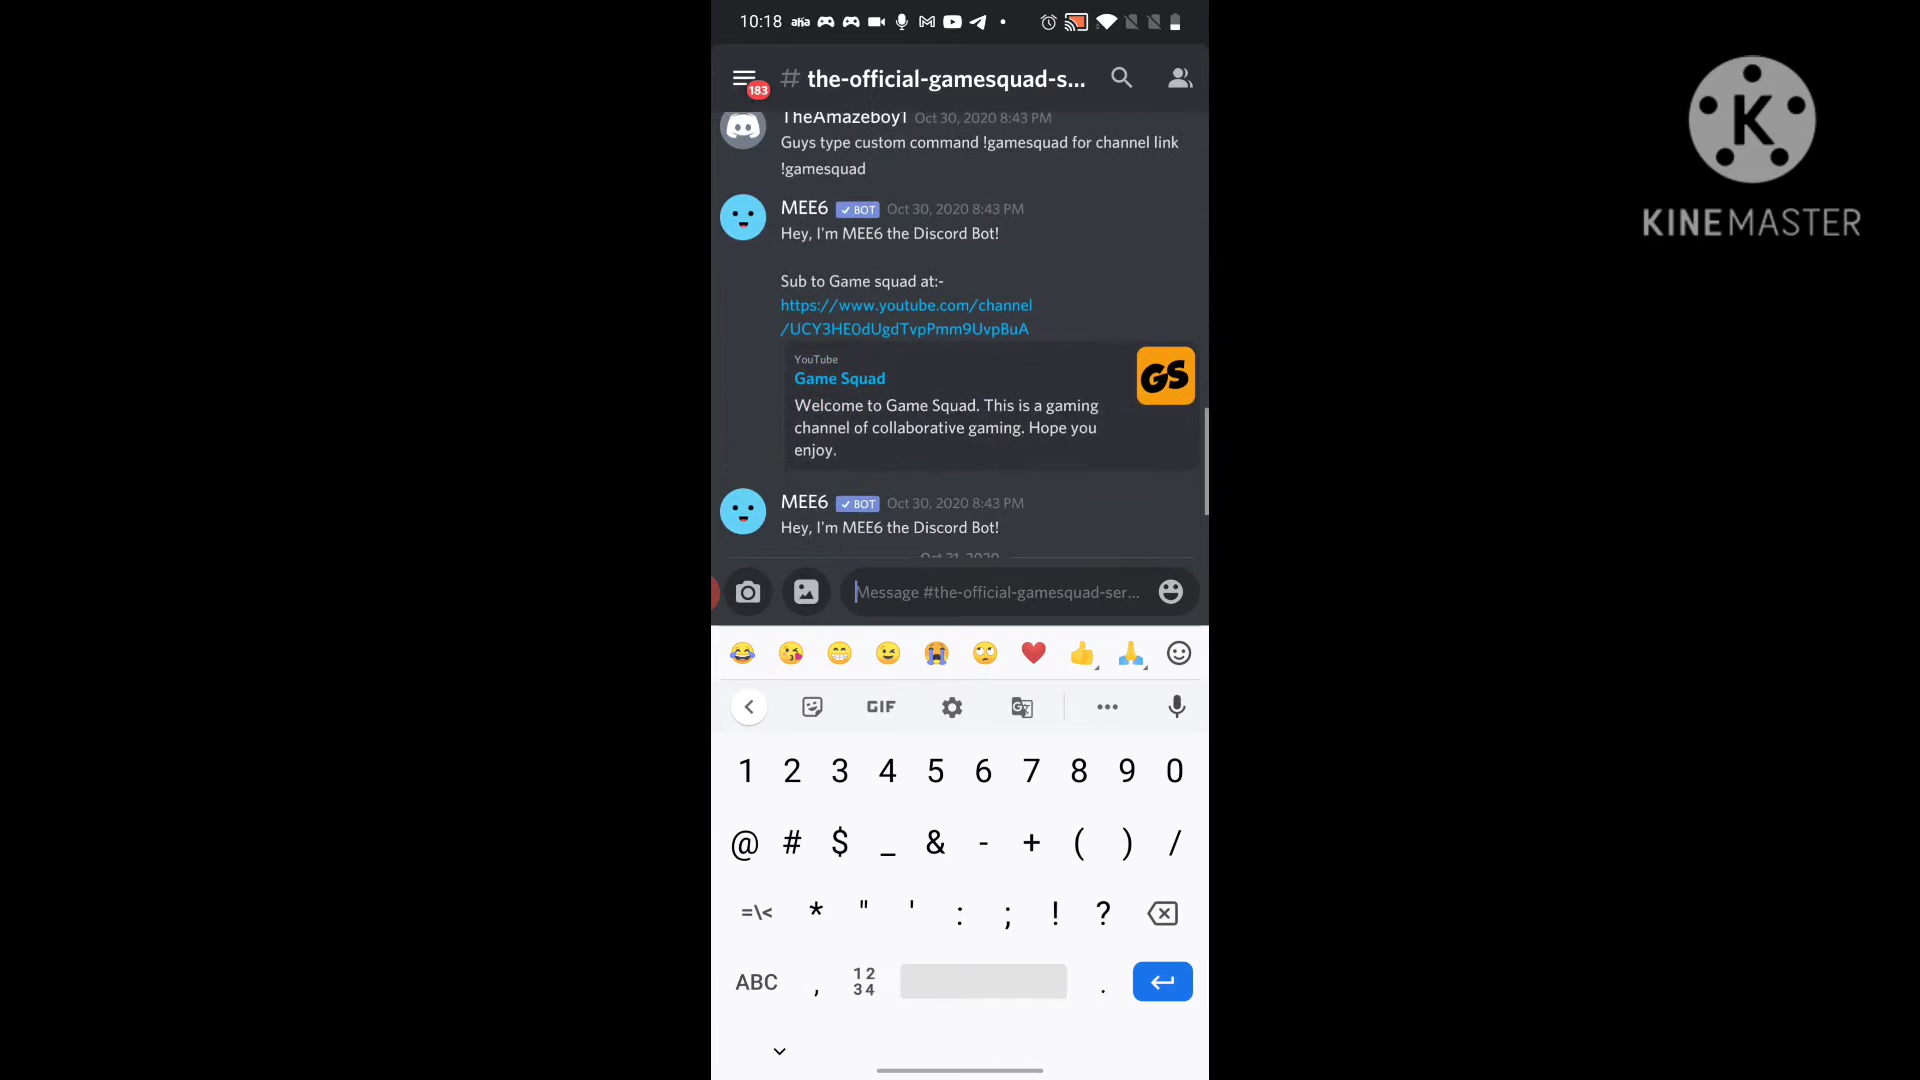 10:18 aha
183
# the-official-gamesquad-s...
TheAmazeboy1 Oct 30, 2020 8:43 PM
Guys type custom command !gamesquad for channel link
!gamesquad
MEE6 ✓ BOT Oct 30, 2020 8:43 PM
Hey, I'm MEE6 the Discord Bot!
Sub to Game squad at:-
https://www.youtube.com/channel
/UCY3HE0dUgdTvpPmm9UvpBuA
YouTube
Game Squad
GS
Welcome to Game Squad. This is a gaming
channel of collaborative gaming. Hope you
enjoy.
MEE6 ✓ BOT Oct 30, 2020 8:43 PM
Hey, I'm MEE6 the Discord Bot!
Oct 31, 2020
Message #the-official-gamesquad-ser...
GIF
1 2 3 4 5 6 7 8 9 0
@ # $ _ & - + ( ) /
=\< * " ' : ; ! ?
ABC , 12 34 .
K
KINEMASTER